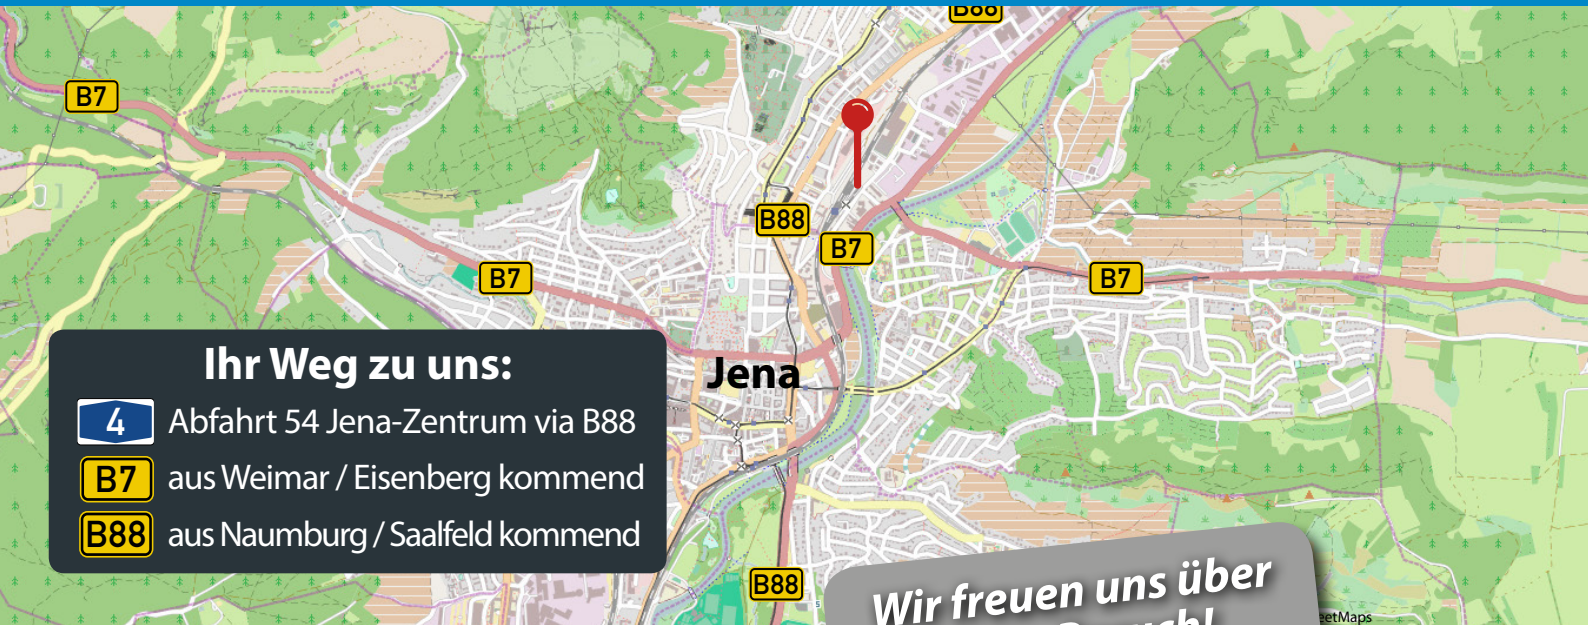 B88
B7
B88
B7
B7
B7
Ihr Weg zu uns:
Jena
4 Abfahrt 54 Jena-Zentrum via B88
B7 aus Weimar / Eisenberg kommend
B88 aus Naumburg / Saalfeld kommend
B88
Wir freuen uns über